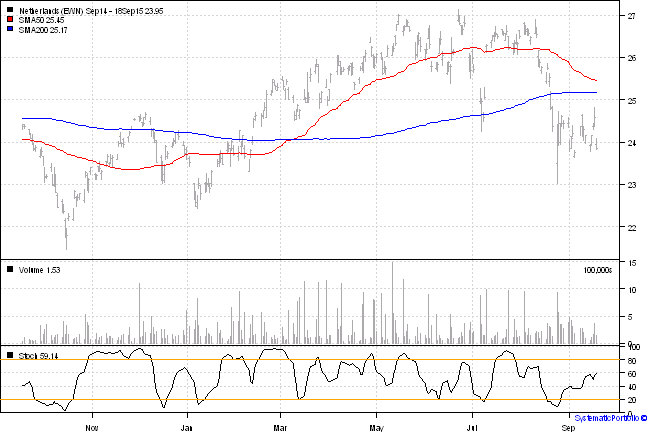 Netherlands (EWN) Sep14 - 18Sep15 23.95
SMA50 25.45
SMA200 25.17
27
26
25
24
23
22
Volume 1.53
100,000s
15
10
5
0
Stoch 59.14
100
80
60
40
20
0
Nov
Jan
Mar
May
Jul
Sep
SystematicPortfolio ©